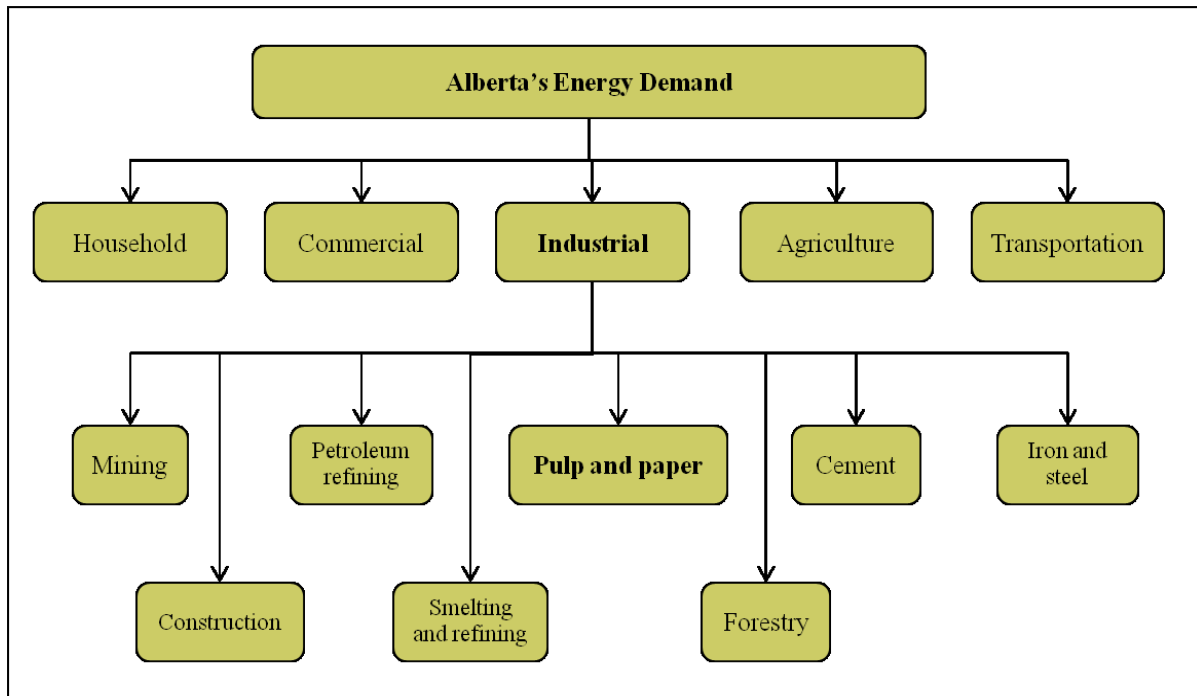 Alberta’s Energy Demand
Household
Commercial
Industrial
Agriculture
Transportation
Mining
Petroleum
refining
Pulp and paper
Cement
Iron and
steel
Construction
Smelting
and refining
Forestry